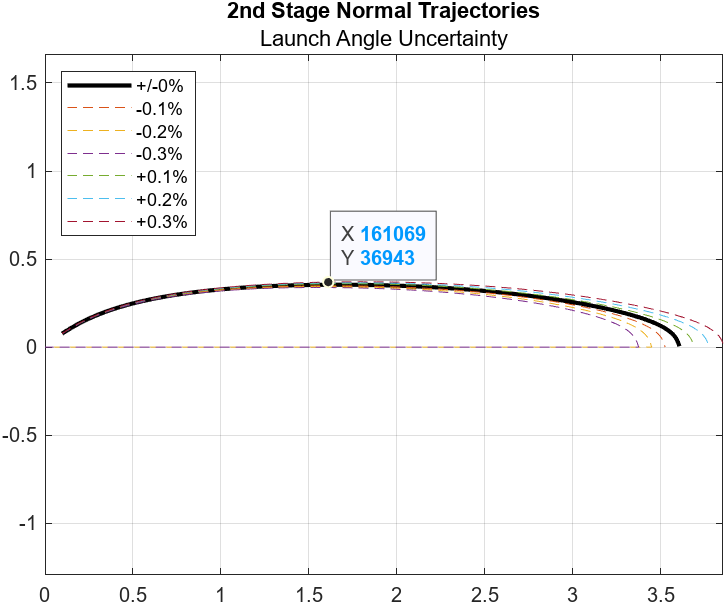 2nd Stage Normal Trajectories
Launch Angle Uncertainty
1.5
1
0.5
0
-0.5
-1
+/-0%
-0.1%
-0.2%
-0.3%
+0.1%
+0.2%
+0.3%
X 161069
Y 36943
0 0.5 1 1.5 2 2.5 3 3.5